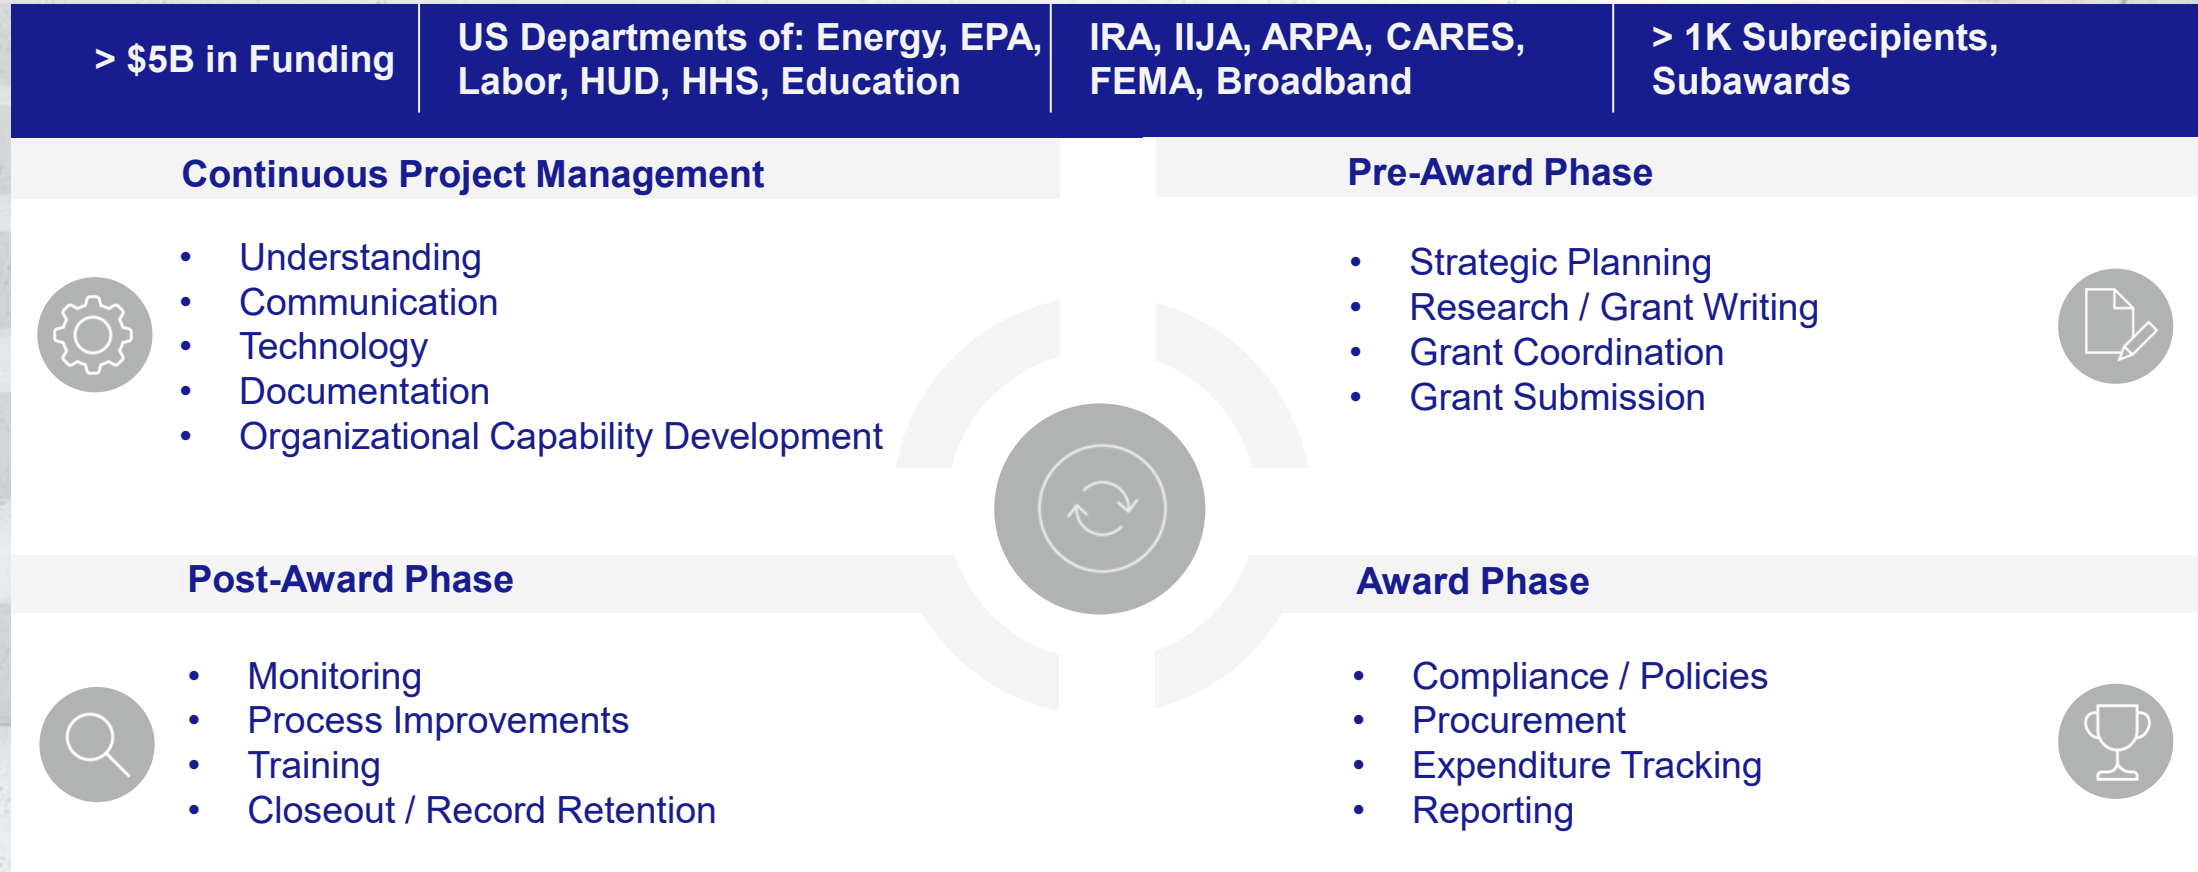 > $5B in Funding
US Departments of: Energy, EPA,
Labor, HUD, HHS, Education
IRA, IIJA, ARPA, CARES,
FEMA, Broadband
> 1K Subrecipients,
Subawards
Continuous Project Management
• Understanding
• Communication
• Technology
• Documentation
• Organizational Capability Development
Pre-Award Phase
• Strategic Planning
• Research / Grant Writing
• Grant Coordination
• Grant Submission
Post-Award Phase
• Monitoring
• Process Improvements
• Training
• Closeout / Record Retention
Award Phase
• Compliance / Policies
• Procurement
• Expenditure Tracking
• Reporting